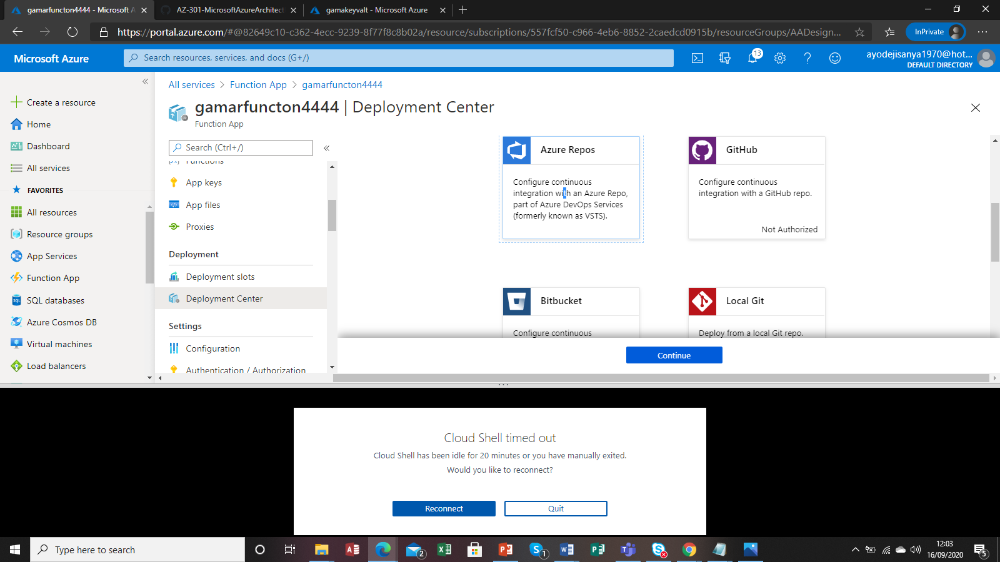 gamarfuncton4444 - Microsoft A
AZ-301-MicrosoftAzureArchitect
gamakeyvalt - Microsoft Azure
https://portal.azure.com/#@82649c10-c362-4ecc-9239-8f77f8c8b02a/resource/subscriptions/557fcf50-c966-4eb6-8852-2caedcd0915b/resourceGroups/AADesign...
InPrivate
Microsoft Azure
Search resources, services, and docs (G+/)
13
ayodejisanya1970@hot...
DEFAULT DIRECTORY
Create a resource
Home
Dashboard
All services
FAVORITES
All resources
Resource groups
App Services
Function App
SQL databases
Azure Cosmos DB
Virtual machines
Load balancers
All services > Function App > gamarfuncton4444
gamarfuncton4444 | Deployment Center
Function App
Search (Ctrl+/)
Functions
App keys
App files
Proxies
Deployment
Deployment slots
Deployment Center
Settings
Configuration
Authentication / Authorization
Azure Repos
Configure continuous
integration with an Azure Repo,
part of Azure DevOps Services
(formerly known as VSTS).
GitHub
Configure continuous
integration with a GitHub repo.
Not Authorized
Bitbucket
Configure continuous
Local Git
Deploy from a local Git repo.
Continue
Cloud Shell timed out
Cloud Shell has been idle for 20 minutes or you have manually exited.
Would you like to reconnect?
Reconnect
Quit
Type here to search
2
1
12:03
16/09/2020
5